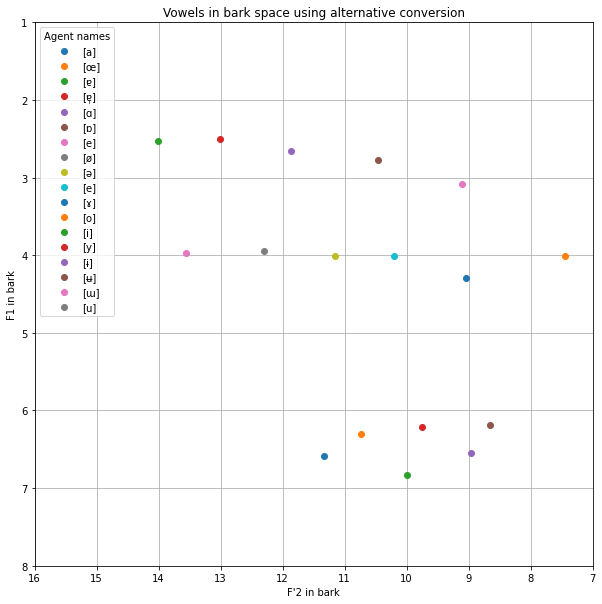 Vowels in bark space using alternative conversion
Agent names
[a]
[œ]
[ɐ]
[ɐ̹]
[ɑ]
[ɒ]
[e]
[ø]
[ə]
[ɵ]
[ɤ]
[o]
[i]
[y]
[ɨ]
[ʉ]
[ɯ]
[u]
1
2
3
4
5
6
7
8
F1 in bark
16 15 14 13 12 11 10 9 8 7
F'2 in bark